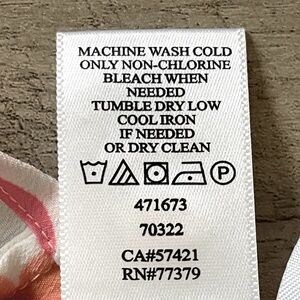 MACHINE WASH COLD
ONLY NON-CHLORINE
BLEACH WHEN
NEEDED
TUMBLE DRY LOW
COOL IRON
IF NEEDED
OR DRY CLEAN
P
471673
70322
CA#57421
RN#77379